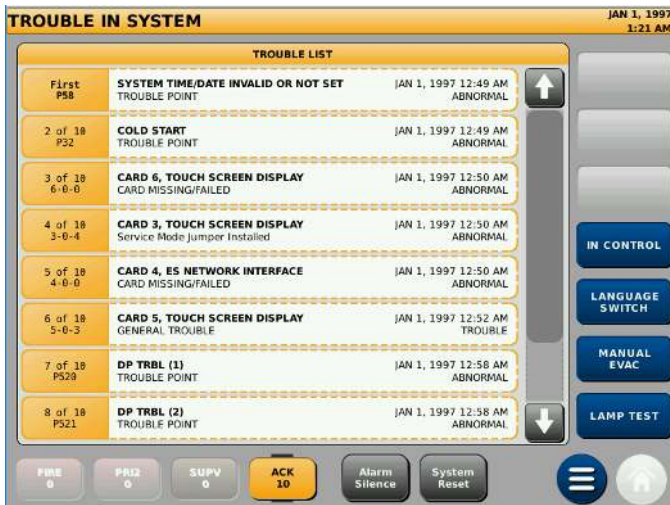 TROUBLE IN SYSTEM
JAN 1, 1997
1:21 AM
TROUBLE LIST
First
P58
SYSTEM TIME/DATE INVALID OR NOT SET
TROUBLE POINT
JAN 1, 1997 12:49 AM
ABNORMAL
2 of 10
P32
COLD START
TROUBLE POINT
JAN 1, 1997 12:49 AM
ABNORMAL
3 of 10
6-0-0
CARD 6, TOUCH SCREEN DISPLAY
CARD MISSING/FAILED
JAN 1, 1997 12:50 AM
ABNORMAL
4 of 10
3-0-4
CARD 3, TOUCH SCREEN DISPLAY
Service Mode Jumper Installed
JAN 1, 1997 12:50 AM
ABNORMAL
5 of 10
4-0-0
CARD 4, ES NETWORK INTERFACE
CARD MISSING/FAILED
JAN 1, 1997 12:50 AM
ABNORMAL
6 of 10
5-0-3
CARD 5, TOUCH SCREEN DISPLAY
GENERAL TROUBLE
JAN 1, 1997 12:52 AM
TROUBLE
7 of 10
P520
DP TRBL (1)
TROUBLE POINT
JAN 1, 1997 12:58 AM
ABNORMAL
8 of 10
P521
DP TRBL (2)
TROUBLE POINT
JAN 1, 1997 12:58 AM
ABNORMAL
IN CONTROL
LANGUAGE
SWITCH
MANUAL
EVAC
LAMP TEST
FIRE
0
PRI2
0
SUPV
0
ACK
10
Alarm
Silence
System
Reset